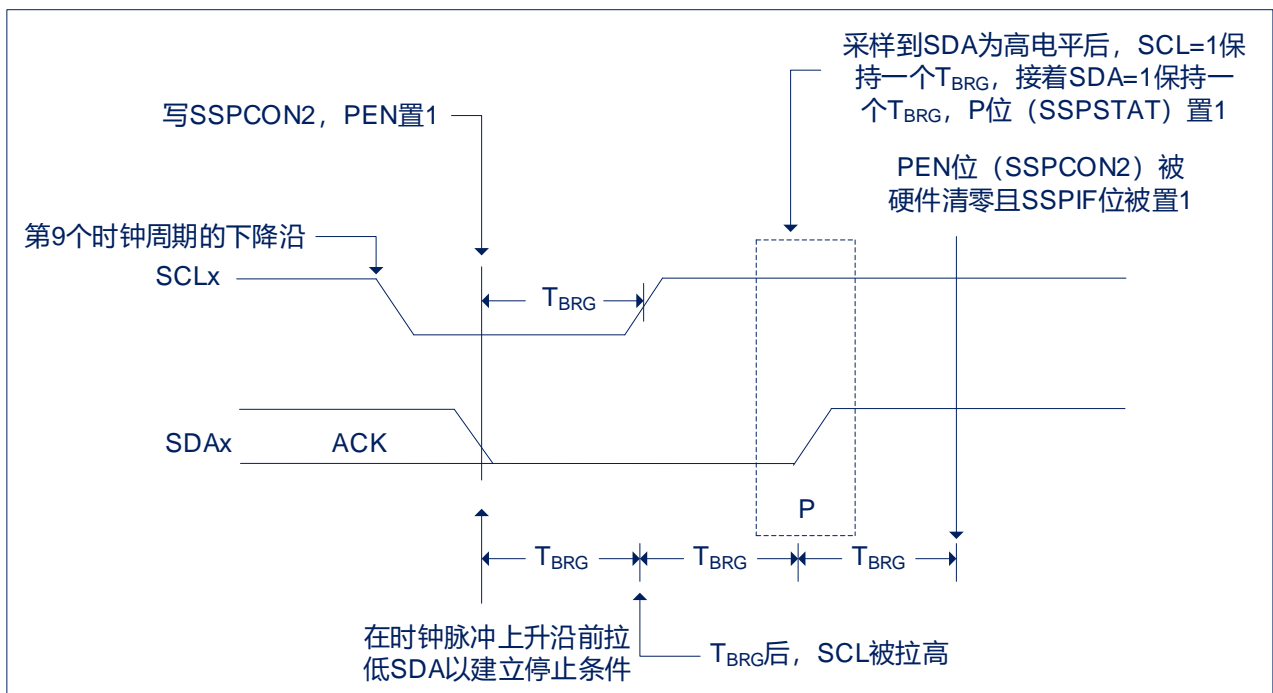 采样到SDA为高电平后，SCL=1保
持一个TBRG，接着SDA=1保持一
个TBRG，P位（SSPSTAT）置1
写SSPCON2，PEN置1
PEN位（SSPCON2）被
硬件清零且SSPIF位被置1
第9个时钟周期的下降沿
SCLx
TBRG
SDAx
ACK
P
TBRG
TBRG
TBRG
在时钟脉冲上升沿前拉
低SDA以建立停止条件
TBRG后，SCL被拉高